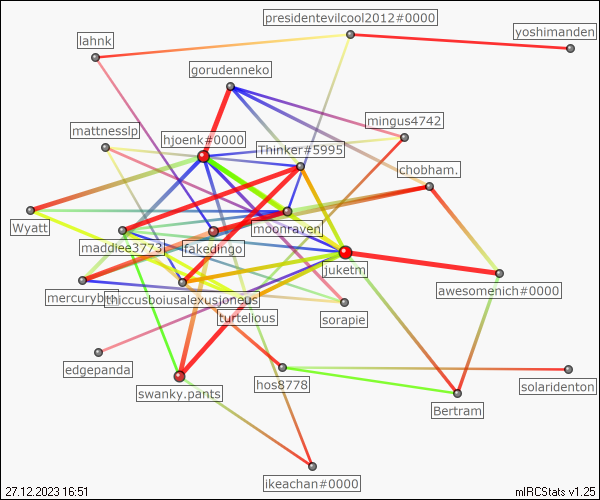 presidentevilcool2012#0000
yoshimanden
lahnk
gorudenneko
mingus4742
mattnesslp
hjoenk#0000
Thinker#5995
chobham.
Wyatt
moonraven
maddiee3773
fakedingo
juketm
mercuryb
thiccusboiusalexusjoneus
awesomenich#0000
turtelious
sorapie
edgepanda
swanky.pants
hos8778
solaridenton
Bertram
ikeachan#0000
27.12.2023 16:51
mIRCStats v1.25